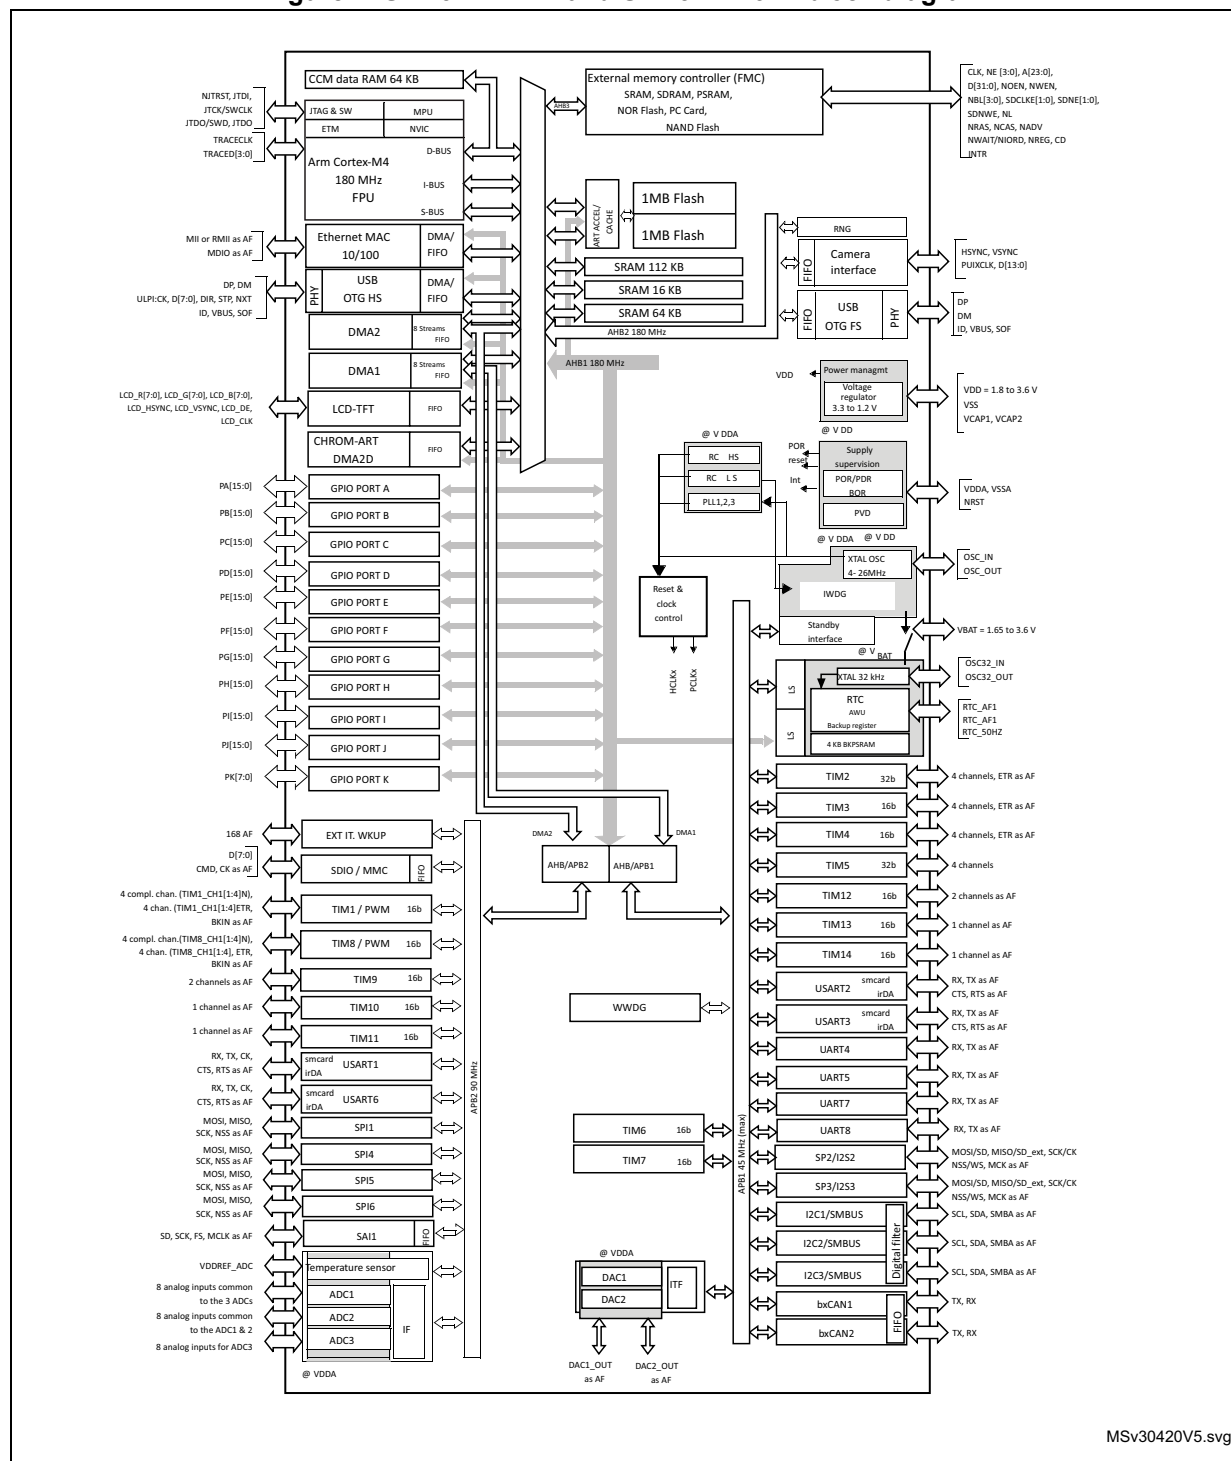 CCM data RAM 64 KB
External memory controller (FMC)
SRAM, SDRAM, PSRAM,
NOR Flash, PC Card,
NAND Flash
AHB3
CLK, NE [3:0], A[23:0],
D[31:0], NOEN, NWEN,
NBL[3:0], SDCLKE[1:0], SDNE[1:0],
SDNWE, NL
NRAS, NCAS, NADV
NWAIT/NIORD, NREG, CD
INTR
NJTRST, JTDI,
JTCK/SWCLK
JTDO/SWD, JTDO
TRACECLK
TRACED[3:0]
JTAG & SW
MPU
ETM
NVIC
D-BUS
Arm Cortex-M4
180 MHz
FPU
I-BUS
S-BUS
ART ACCEL/
CACHE
1MB Flash
1MB Flash
MII or RMII as AF
MDIO as AF
Ethernet MAC
10/100
DMA/
FIFO
RNG
FIFO
Camera
interface
HSYNC, VSYNC
PUIXCLK, D[13:0]
SRAM 112 KB
SRAM 16 KB
SRAM 64 KB
DP, DM
ULPI:CK, D[7:0], DIR, STP, NXT
ID, VBUS, SOF
PHY
USB
OTG HS
DMA/
FIFO
FIFO
USB
OTG FS
PHY
DP
DM
ID, VBUS, SOF
AHB2 180 MHz
DMA2
8 Streams
FIFO
DMA1
8 Streams
FIFO
AHB1 180 MHz
VDD
Power managmt
Voltage
regulator
3.3 to 1.2 V
VDD = 1.8 to 3.6 V
VSS
VCAP1, VCAP2
LCD_R[7:0], LCD_G[7:0], LCD_B[7:0],
LCD_HSYNC, LCD_VSYNC, LCD_DE,
LCD_CLK
LCD-TFT
FIFO
CHROM-ART
DMA2D
FIFO
@ V DDA
RC HS
RC L S
PLL1,2,3
@ V DD
POR
reset
Int
Supply
supervision
POR/PDR
BOR
PVD
VDDA, VSSA
NRST
PA[15:0]
GPIO PORT A
PB[15:0]
GPIO PORT B
PC[15:0]
GPIO PORT C
PD[15:0]
GPIO PORT D
PE[15:0]
GPIO PORT E
PF[15:0]
GPIO PORT F
PG[15:0]
GPIO PORT G
PH[15:0]
GPIO PORT H
PI[15:0]
GPIO PORT I
PJ[15:0]
GPIO PORT J
PK[7:0]
GPIO PORT K
@ V DDA
@ V DD
XTAL OSC
4- 26MHz
OSC_IN
OSC_OUT
IWDG
Reset &
clock
control
HCLKx
PCLKx
Standby
interface
VBAT = 1.65 to 3.6 V
@ V
BAT
LS
LS
XTAL 32 kHz
OSC32_IN
OSC32_OUT
RTC
AWU
Backup register
4 KB BKPSRAM
RTC_AF1
RTC_AF1
RTC_50HZ
DMA2
DMA1
AHB/APB2
AHB/APB1
168 AF
EXT IT. WKUP
D[7:0]
CMD, CK as AF
SDIO / MMC
FIFO
4 compl. chan. (TIM1_CH1[1:4]N),
4 chan. (TIM1_CH1[1:4]ETR,
BKIN as AF
TIM1 / PWM
16b
4 compl. chan.(TIM8_CH1[1:4]N),
4 chan. (TIM8_CH1[1:4], ETR,
BKIN as AF
TIM8 / PWM
16b
2 channels as AF
TIM9
16b
1 channel as AF
TIM10
16b
1 channel as AF
TIM11
16b
RX, TX, CK,
CTS, RTS as AF
smcard
irDA
USART1
RX, TX, CK,
CTS, RTS as AF
smcard
irDA
USART6
MOSI, MISO,
SCK, NSS as AF
SPI1
MOSI, MISO,
SCK, NSS as AF
SPI4
MOSI, MISO,
SCK, NSS as AF
SPI5
MOSI, MISO,
SCK, NSS as AF
SPI6
SD, SCK, FS, MCLK as AF
SAI1
FIFO
APB2 90 MHz
VDDREF_ADC
Temperature sensor
8 analog inputs common
to the 3 ADCs
ADC1
8 analog inputs common
to the ADC1 & 2
ADC2
8 analog inputs for ADC3
ADC3
IF
@ VDDA
WWDG
TIM6
16b
TIM7
16b
@ VDDA
DAC1
DAC2
ITF
DAC1_OUT
as AF
DAC2_OUT
as AF
APB1 45 MHz (max)
TIM2
32b
4 channels, ETR as AF
TIM3
16b
4 channels, ETR as AF
TIM4
16b
4 channels, ETR as AF
TIM5
32b
4 channels
TIM12
16b
2 channels as AF
TIM13
16b
1 channel as AF
TIM14
16b
1 channel as AF
USART2
smcard
irDA
RX, TX as AF
CTS, RTS as AF
USART3
smcard
irDA
RX, TX as AF
CTS, RTS as AF
UART4
RX, TX as AF
UART5
RX, TX as AF
UART7
RX, TX as AF
UART8
RX, TX as AF
SP2/I2S2
MOSI/SD, MISO/SD_ext, SCK/CK
NSS/WS, MCK as AF
SP3/I2S3
MOSI/SD, MISO/SD_ext, SCK/CK
NSS/WS, MCK as AF
I2C1/SMBUS
SCL, SDA, SMBA as AF
I2C2/SMBUS
SCL, SDA, SMBA as AF
I2C3/SMBUS
SCL, SDA, SMBA as AF
Digital filter
bxCAN1
TX, RX
bxCAN2
TX, RX
FIFO
MSv30420V5.svg